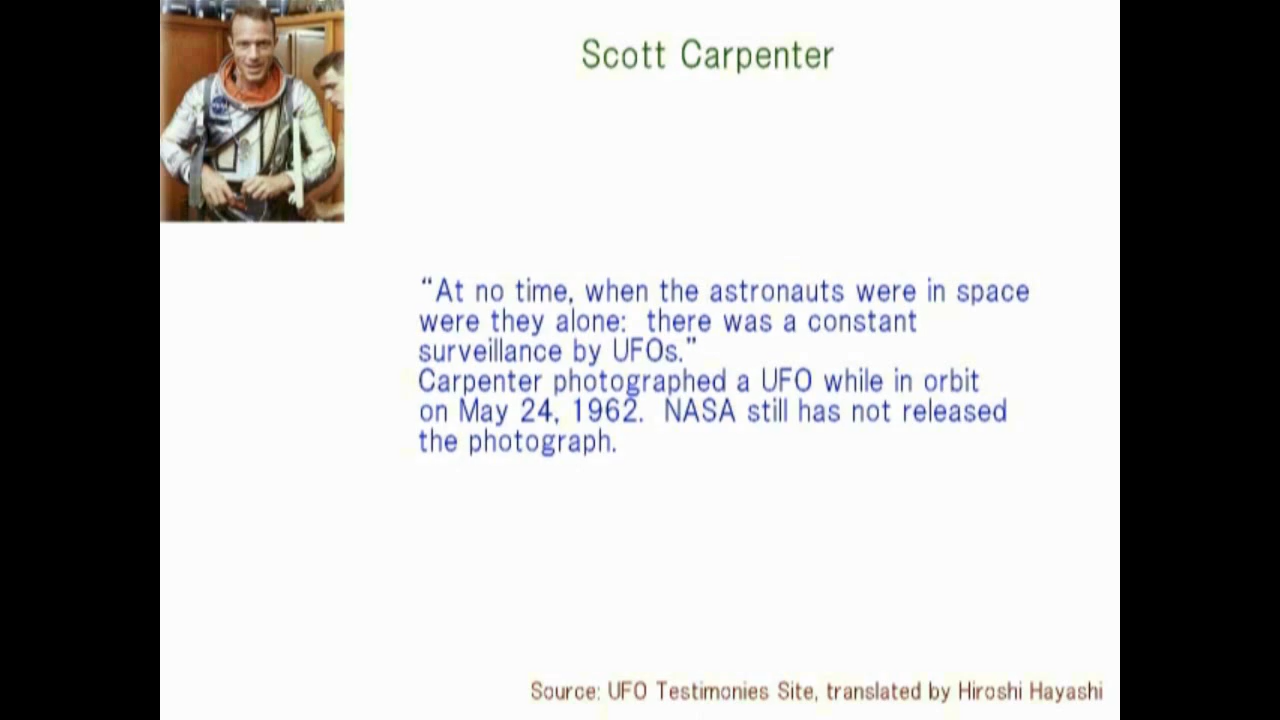 Scott Carpenter
“At no time, when the astronauts were in space
were they alone: there was a constant
surveillance by UFOs.”
Carpenter photographed a UFO while in orbit
on May 24, 1962. NASA still has not released
the photograph.
Source: UFO Testimonies Site, translated by Hiroshi Hayashi